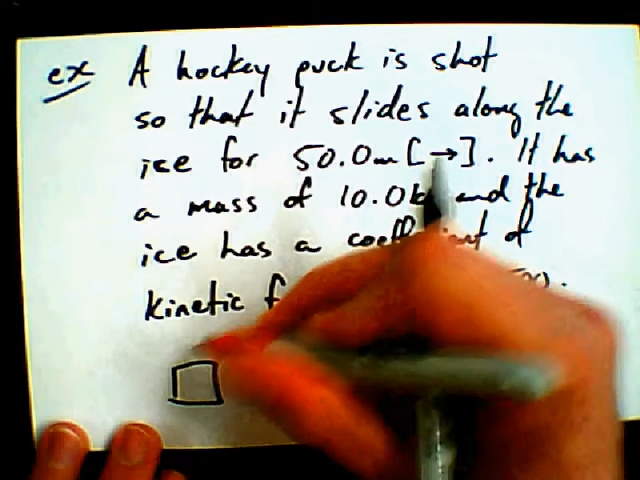 ex A hockey puck is shot
so that it slides along the
ice for 50.0m [→]. It has
a mass of 10.0 and the
ice has a of
kinetic